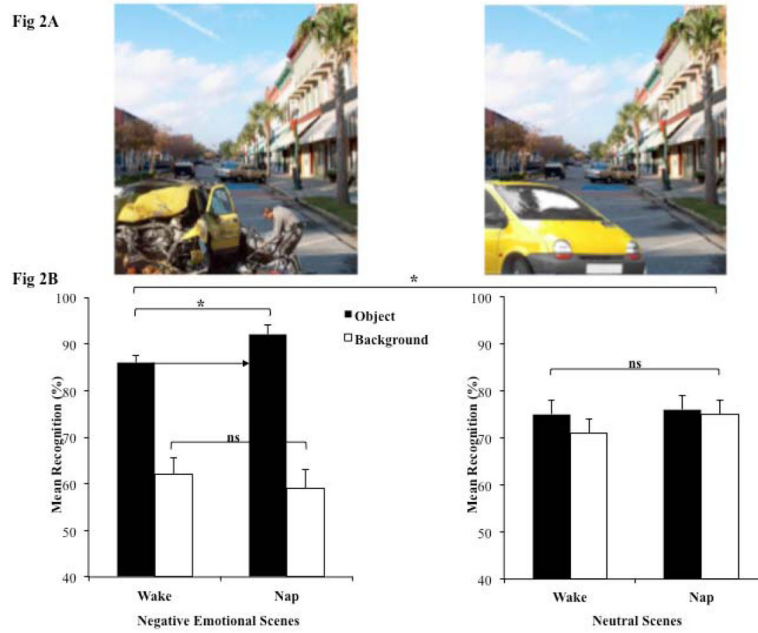 Fig 2A
Fig 2B
*
*
Object
Background
100
90
80
70
60
50
40
Mean Recognition (%)
ns
Wake Nap
Negative Emotional Scenes
100
90
80
70
60
50
40
Mean Recognition (%)
ns
Wake Nap
Neutral Scenes